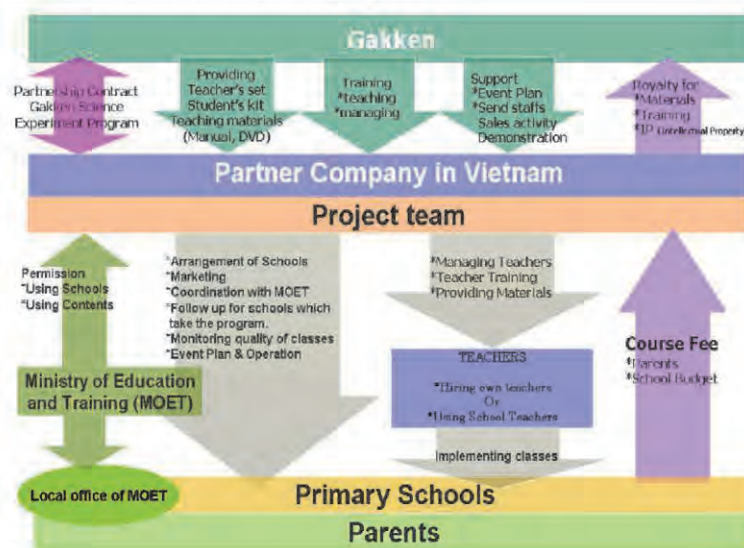 Gakken
Partnership Contract
Gakken Science
Experiment Program
Providing
Teacher's set
Student's kit
Teaching materials
(Manual, DVD)
Training
*teaching
*managing
Support
*Event Plan
*Send staffs
Sales activity
Demonstration
Royalty for
*Materials
*Training
*IP (Intellectual Property)
Partner Company in Vietnam
Project team
Permission
*Using Schools
*Using Contents
Ministry of Education
and Training (MOET)
*Arrangement of Schools
*Marketing
*Coordination with MOET
*Follow up for schools which
take the program.
*Monitoring quality of classes
*Event Plan & Operation
*Managing Teachers
*Teacher Training
*Providing Materials
TEACHERS
*Hiring own teachers
Or
*Using School Teachers
Implementing classes
Course Fee
*Parents
*School Budget
Local office of MOET
Primary Schools
Parents